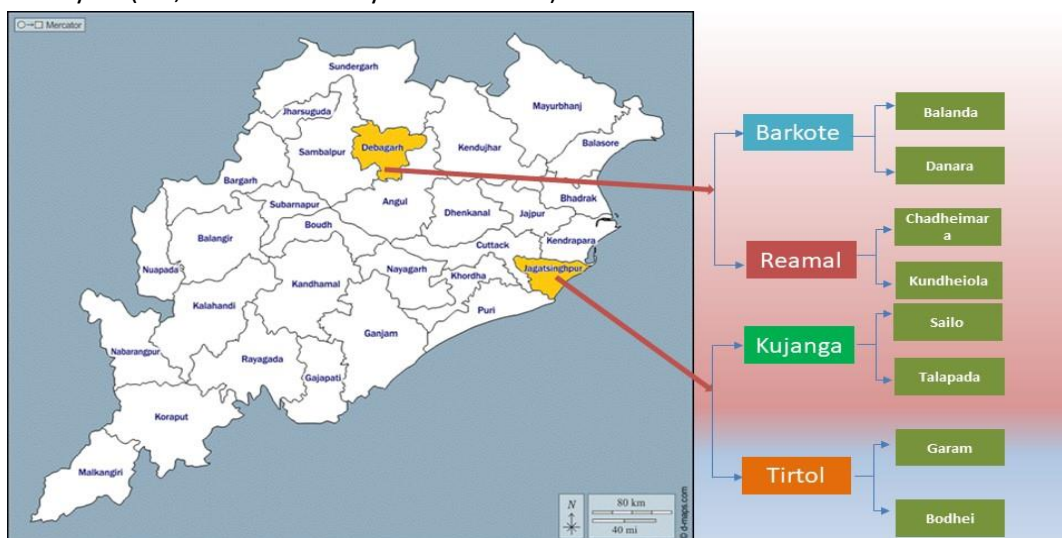 Mercator
Sundergarh
Mayurbhanj
Jharsuguda
Debagarh
Kendujhar
Balasore
Sambalpur
Bargarh
Subarnapur
Angul
Dhenkanal
Jajpur
Bhadrak
Boudh
Balangir
Cuttack
Kendrapara
Nuapada
Nayagarh
Khordha
Jagatsinghpur
Kandhamal
Kalahandi
Puri
Ganjam
Nabarangpur
Rayagada
Gajapati
Koraput
Malkangiri
N
80 km
40 mi
© d-maps.com
Barkote
Balanda
Danara
Reamal
Chadheimar
a
Kundheiola
Kujanga
Sailo
Talapada
Tirtol
Garam
Bodhei